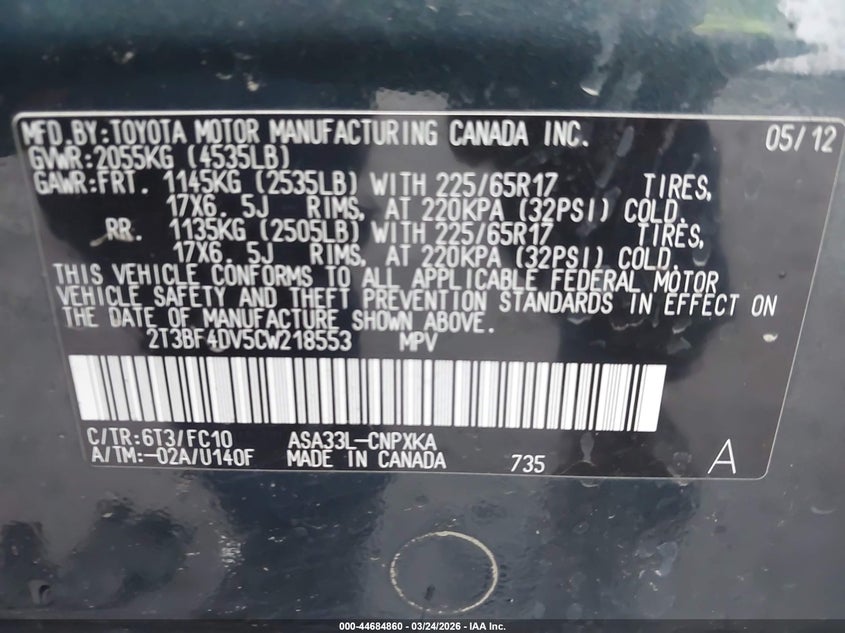 MFD.BY:TOYOTA MOTOR MANUFACTURING CANADA INC. 05/12
GVWR:2055KG (4535LB)
GAWR:FRT. 1145KG (2535LB) WITH 225/65R17 TIRES,
17X6. 5J RIMS, AT 220KPA (32PSI) COLD.
RR. 1135KG (2505LB) WITH 225/65R17 TIRES,
17X6. 5J RIMS, AT 220KPA (32PSI) COLD.
THIS VEHICLE CONFORMS TO ALL APPLICABLE FEDERAL MOTOR
VEHICLE SAFETY AND THEFT PREVENTION STANDARDS IN EFFECT ON
THE DATE OF MANUFACTURE SHOWN ABOVE.
2T3BF4DV5CW218553 MPV
C/TR:6T3/FC10 ASA33L-CNPXKA
A/TM:-02A/U140F MADE IN CANADA 735 A
000-44684860 - 03/24/2026 - IAA Inc.